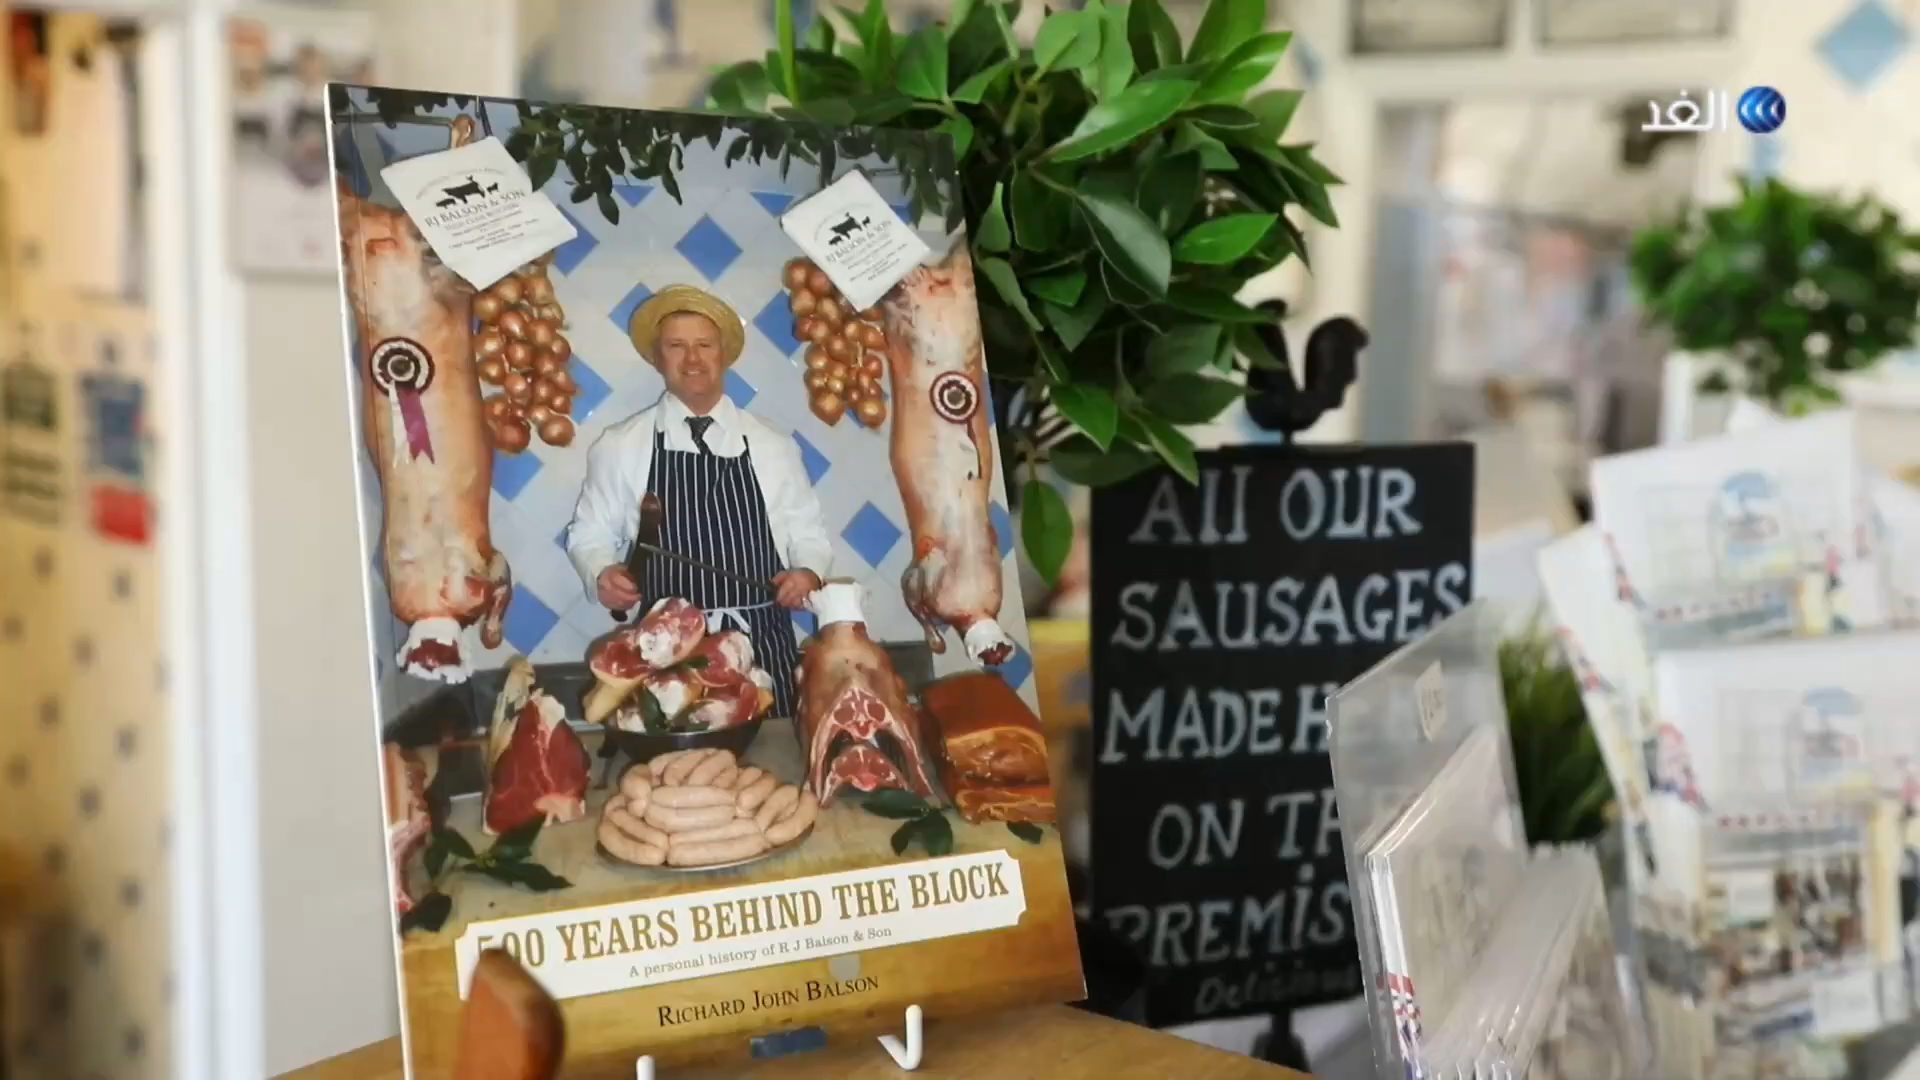 الغد
RJ BALSON & SON
RJ BALSON & SON
500 YEARS BEHIND THE BLOCK
A personal history of R J Balson & Son
RICHARD JOHN BALSON
All OUR
SAUSAGES
MADE
ON
PREMIS